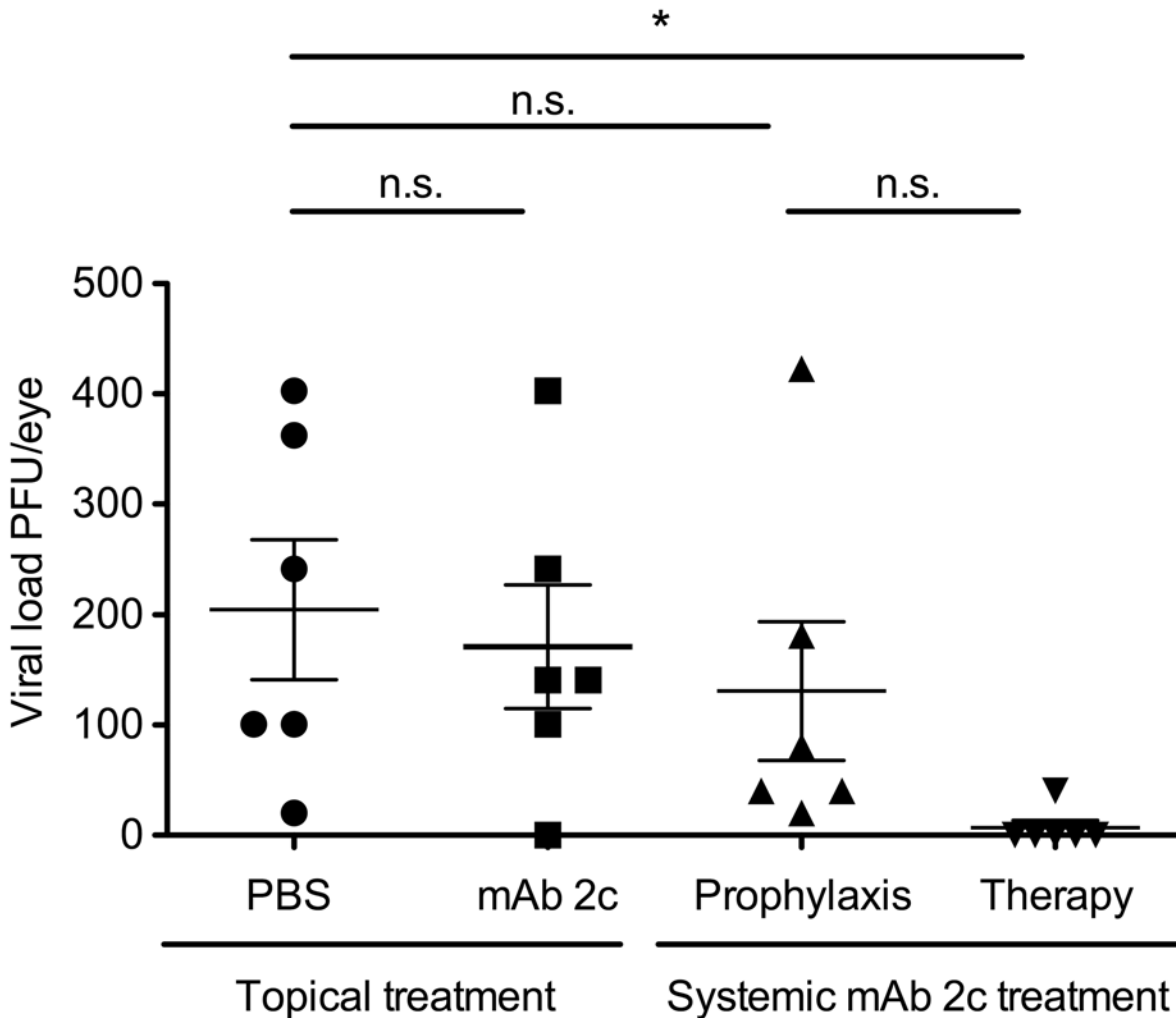 *
n.s.
n.s.
n.s.
500
400
300
200
100
0
Viral load PFU/eye
PBS
mAb 2c
Prophylaxis
Therapy
Topical treatment
Systemic mAb 2c treatment